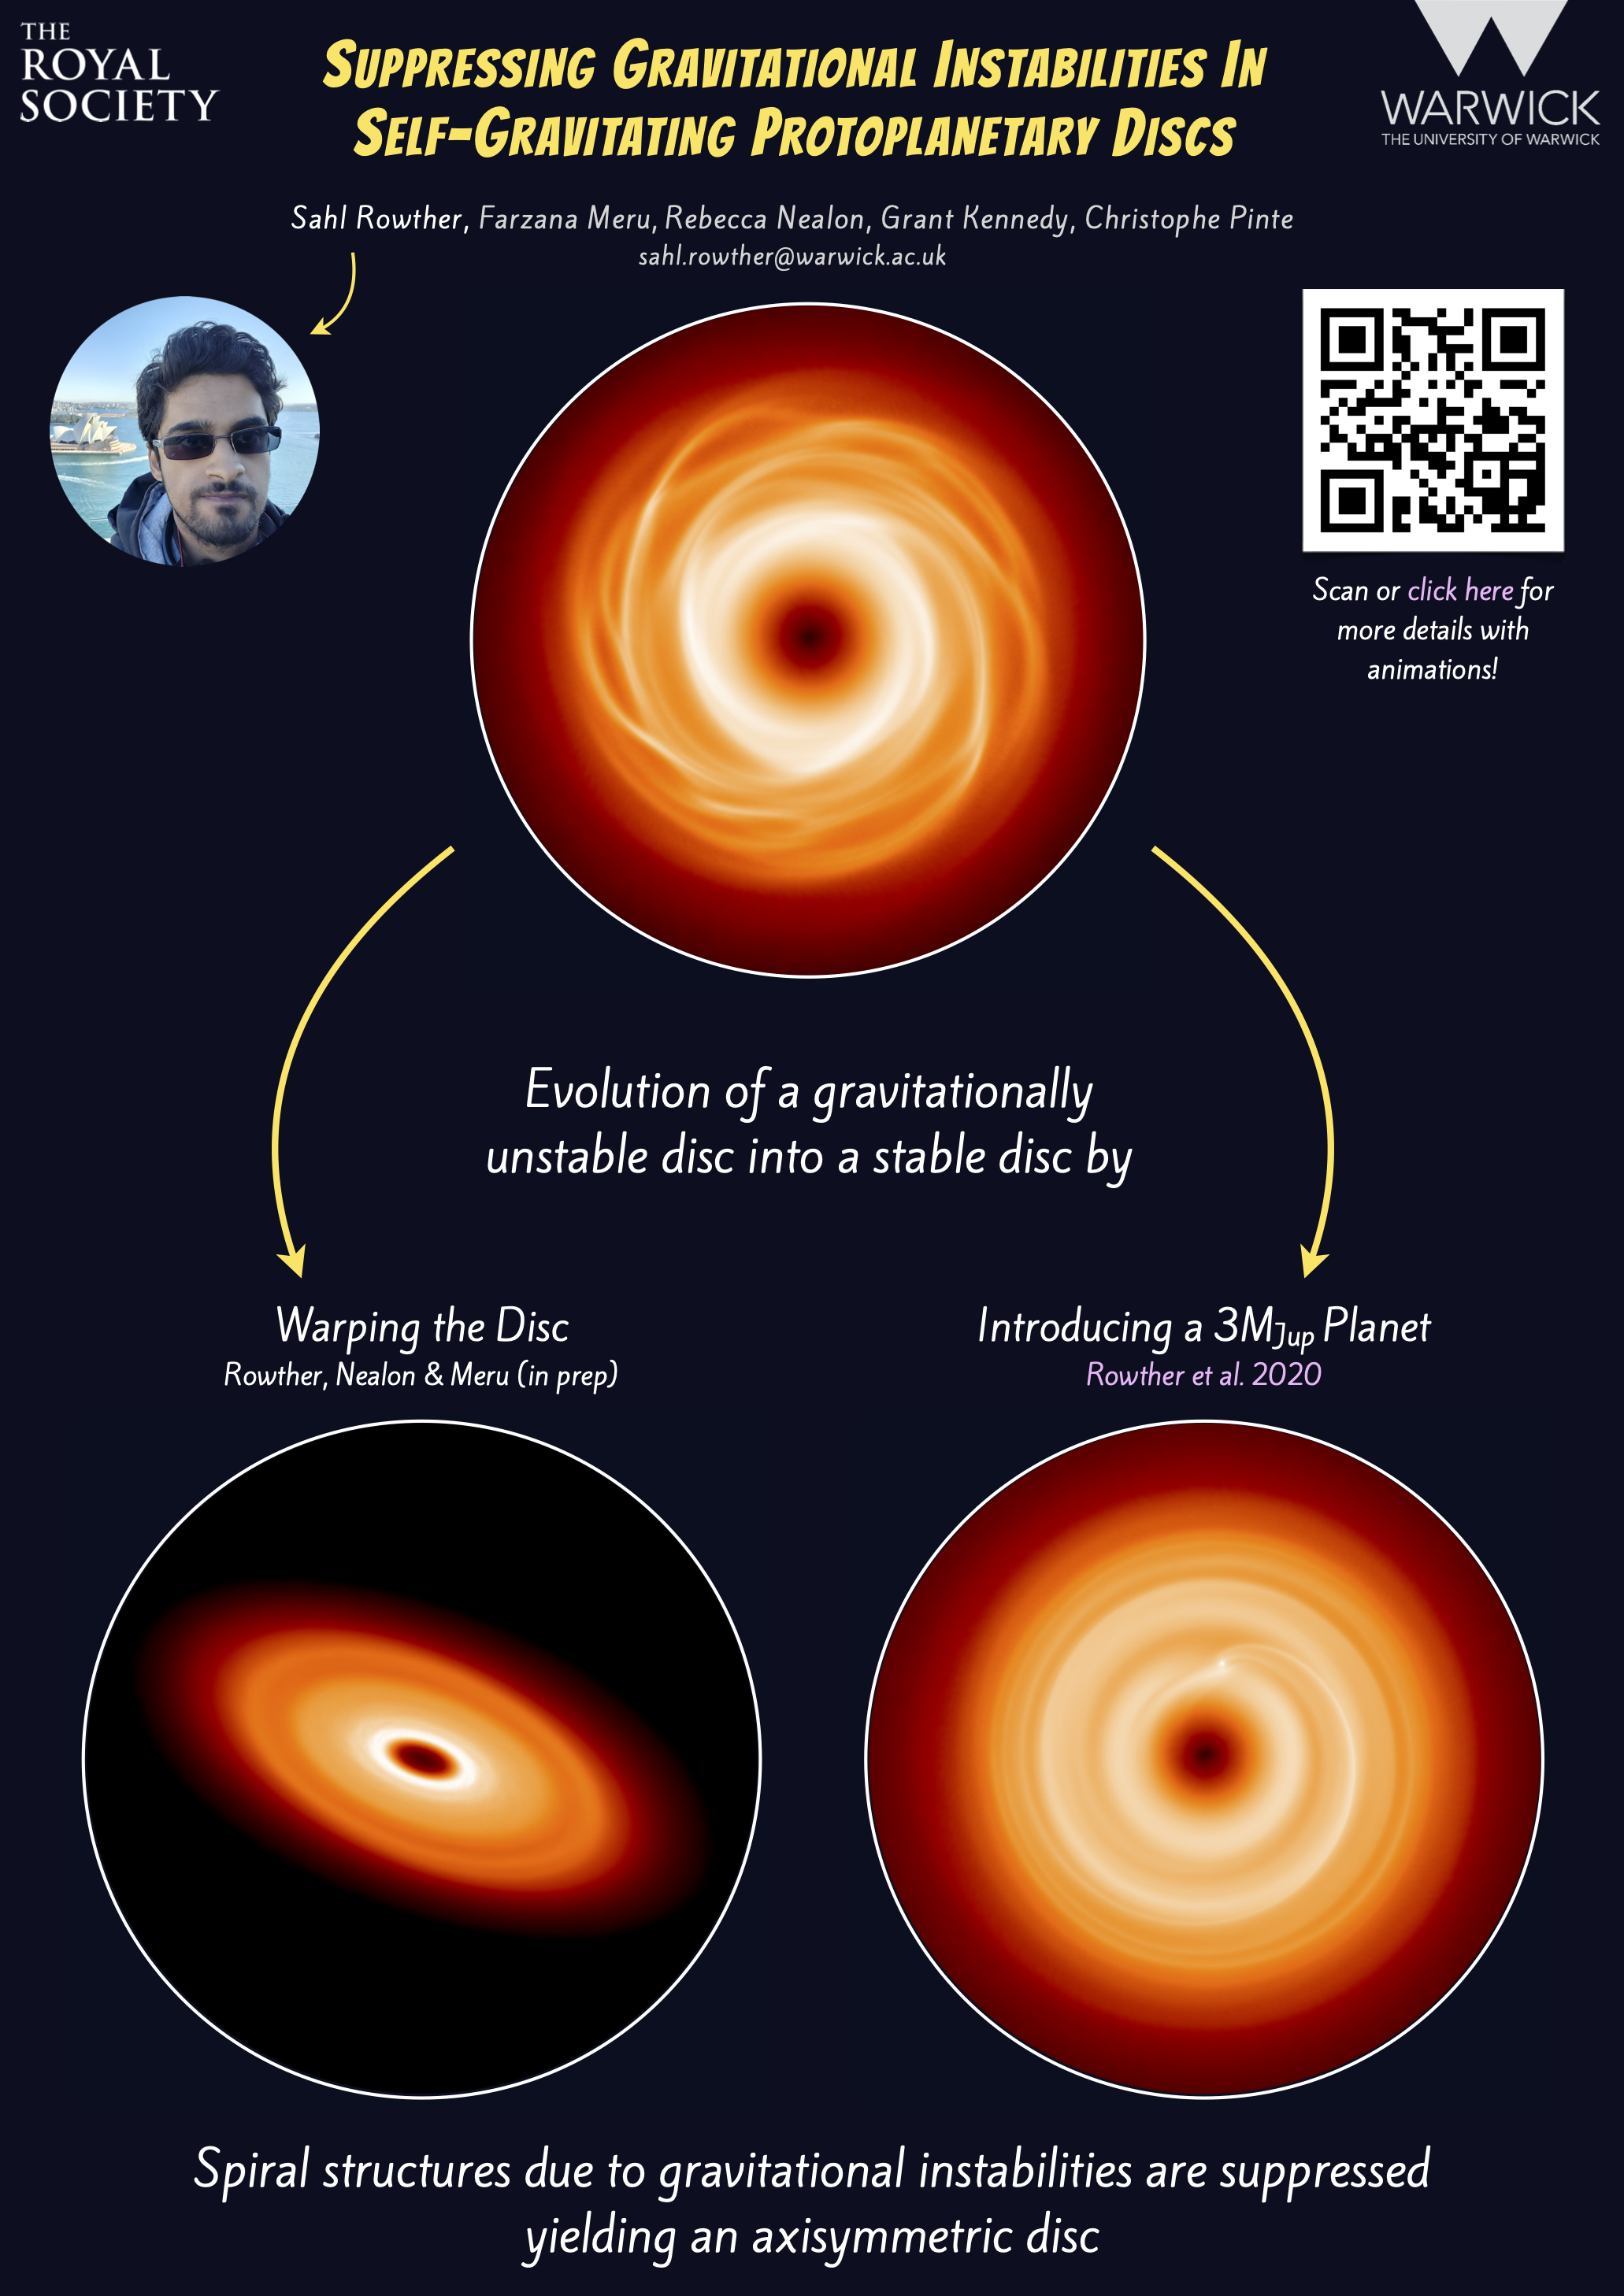 THE
ROYAL
SOCIETY
Suppressing Gravitational Instabilities In
Self-Gravitating Protoplanetary Discs
WARWICK
THE UNIVERSITY OF WARWICK
Sahl Rowther, Farzana Meru, Rebecca Nealon, Grant Kennedy, Christophe Pinte
sahl.rowther@warwick.ac.uk
Scan or click here for
more details with
animations!
Evolution of a gravitationally
unstable disc into a stable disc by
Warping the Disc
Rowther, Nealon & Meru (in prep)
Introducing a 3MJup Planet
Rowther et al. 2020
Spiral structures due to gravitational instabilities are suppressed
yielding an axisymmetric disc